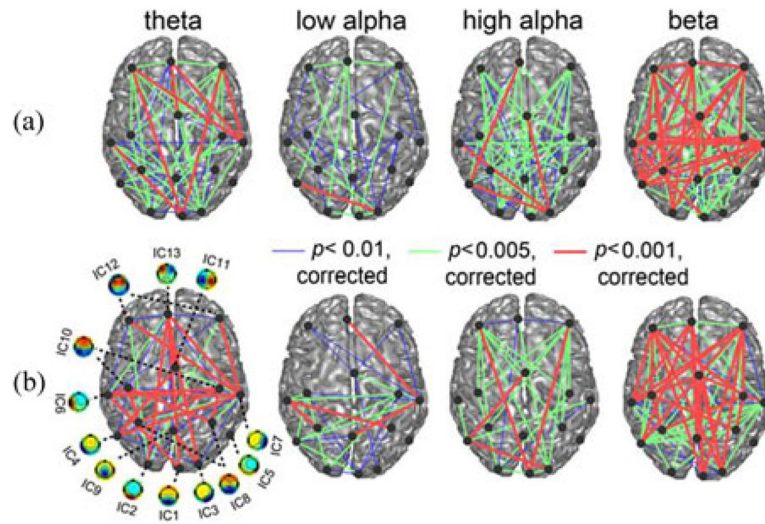 theta low alpha high alpha beta
(a)
p< 0.01, corrected
p< 0.005, corrected
p< 0.001, corrected
(b)
IC12
IC13
IC11
IC10
IC6
IC4
IC9
IC2
IC1
IC3
IC8
IC5
IC7